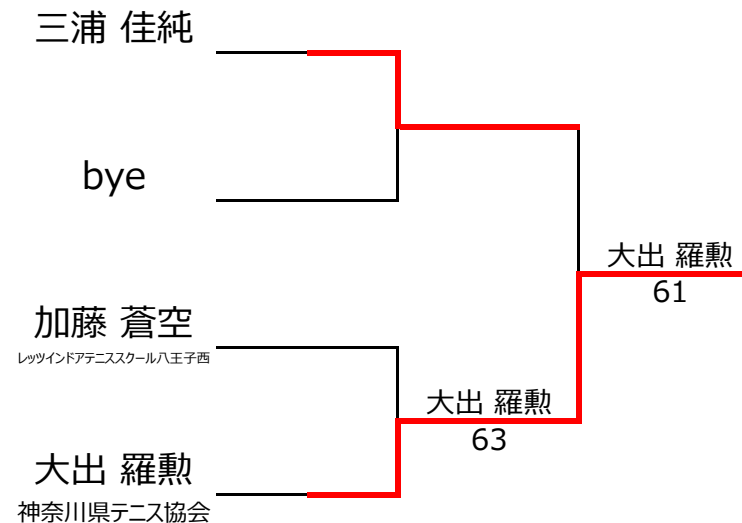 三浦 佳純
bye
加藤 蒼空
レッツインドアテニススクール八王子西
大出 羅勲
神奈川県テニス協会
大出 羅勲
63
大出 羅勲
61